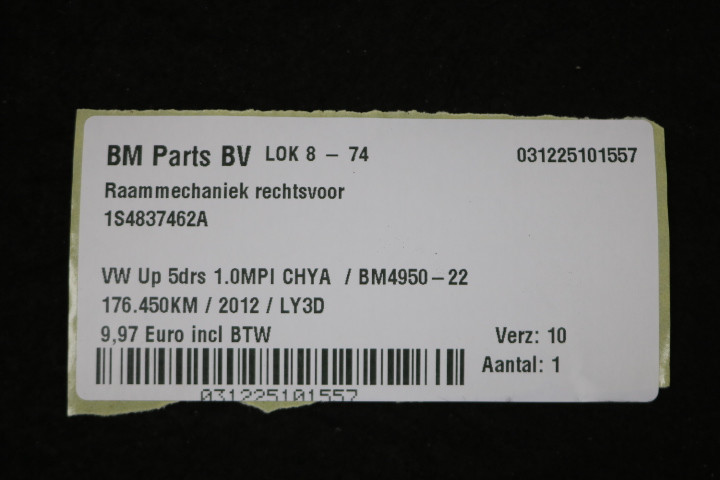 BM Parts BV LOK 8 - 74 031225101557
Raammechaniek rechtsvoor
1S4837462A
VW Up 5drs 1.0MPI CHYA / BM4950-22
176.450KM / 2012 / LY3D
9,97 Euro incl BTW Verz: 10
Aantal: 1
031225101557